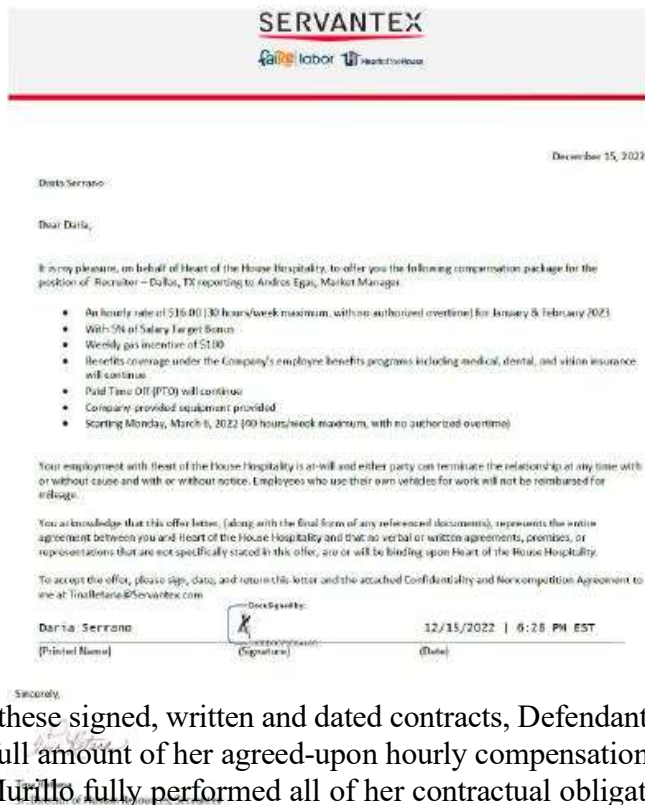 SERVANTEX
faiRe labor Heart of the House
December 15, 2022
Daria Serrano
Dear Daria,
It is my pleasure, on behalf of Heart of the House Hospitality, to offer you the following compensation package for the
position of Recruiter – Dallas, TX reporting to Andres Egas, Market Manager.
• An hourly rate of $16.00 (30 hours/week maximum, with no authorized overtime) for January & February 2023
• With 5% of Salary Target Bonus
• Weekly gas incentive of $100
• Benefits coverage under the Company's employee benefits programs including medical, dental, and vision insurance
will continue
• Paid Time Off (PTO) will continue
• Company provided equipment provided
• Starting Monday, March 6, 2022 (40 hours/week maximum, with no authorized overtime)
Your employment with Heart of the House Hospitality is at-will and either party can terminate the relationship at any time with
or without cause and with or without notice. Employees who use their own vehicles for work will not be reimbursed for
mileage.
You acknowledge that this offer letter, (along with the final form of any referenced documents), represents the entire
agreement between you and Heart of the House Hospitality and that no verbal or written agreements, promises, or
representations that are not specifically stated in this offer, are or will be binding upon Heart of the House Hospitality.
To accept the offer, please sign, date, and return this letter and the attached Confidentiality and Noncompetition Agreement to
me at Tinalletaria@Servantex.com
DocuSigned by:
Daria Serrano 12/15/2022 | 6:28 PM EST
(Printed Name) (Signature) (Date)
Sincerely,
these signed, written and dated contracts, Defendant
full amount of her agreed-upon hourly compensation
Murillo fully performed all of her contractual obligat